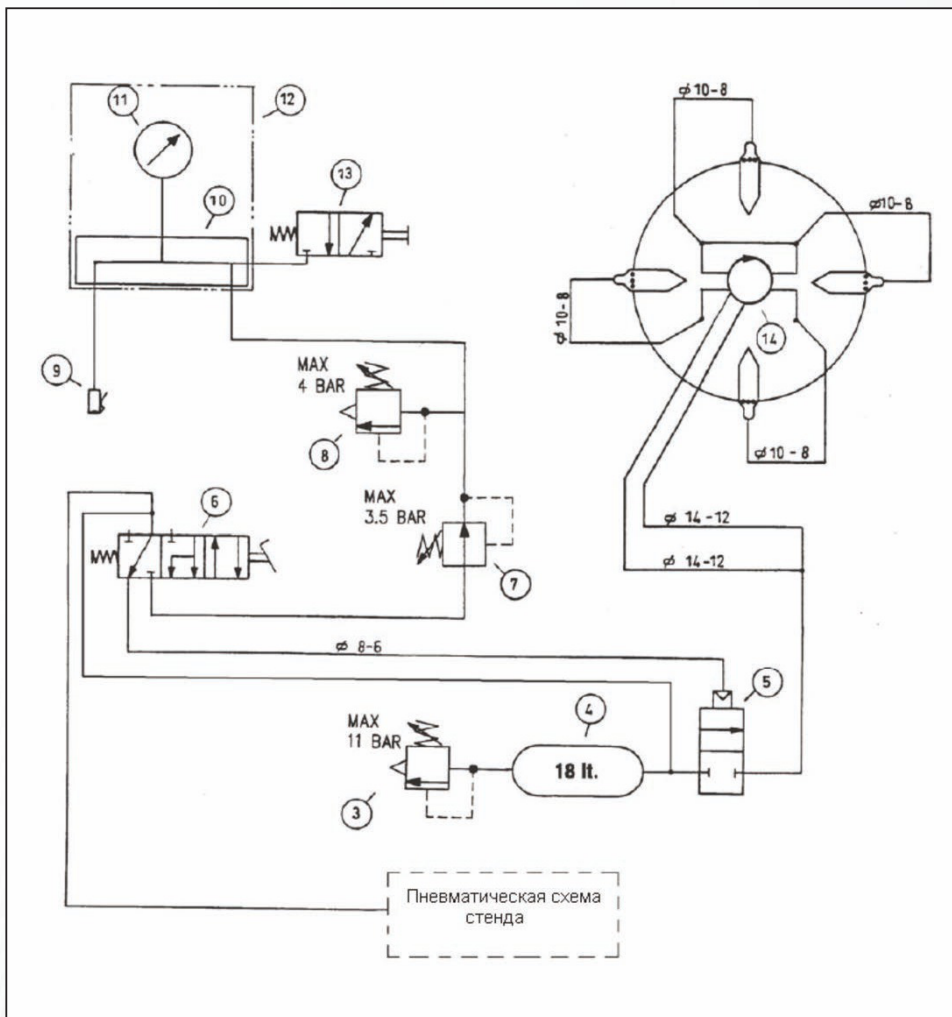 ø 10-8
11
12
13
10
ø10-8
ø10-8
14
9
MAX
4 BAR
8
ø 10-8
6
MAX
3.5 BAR
7
ø 14-12
ø 14-12
ø 8-6
5
4
MAX
11 BAR
18 lt.
3
Пневматическая схема
стенда